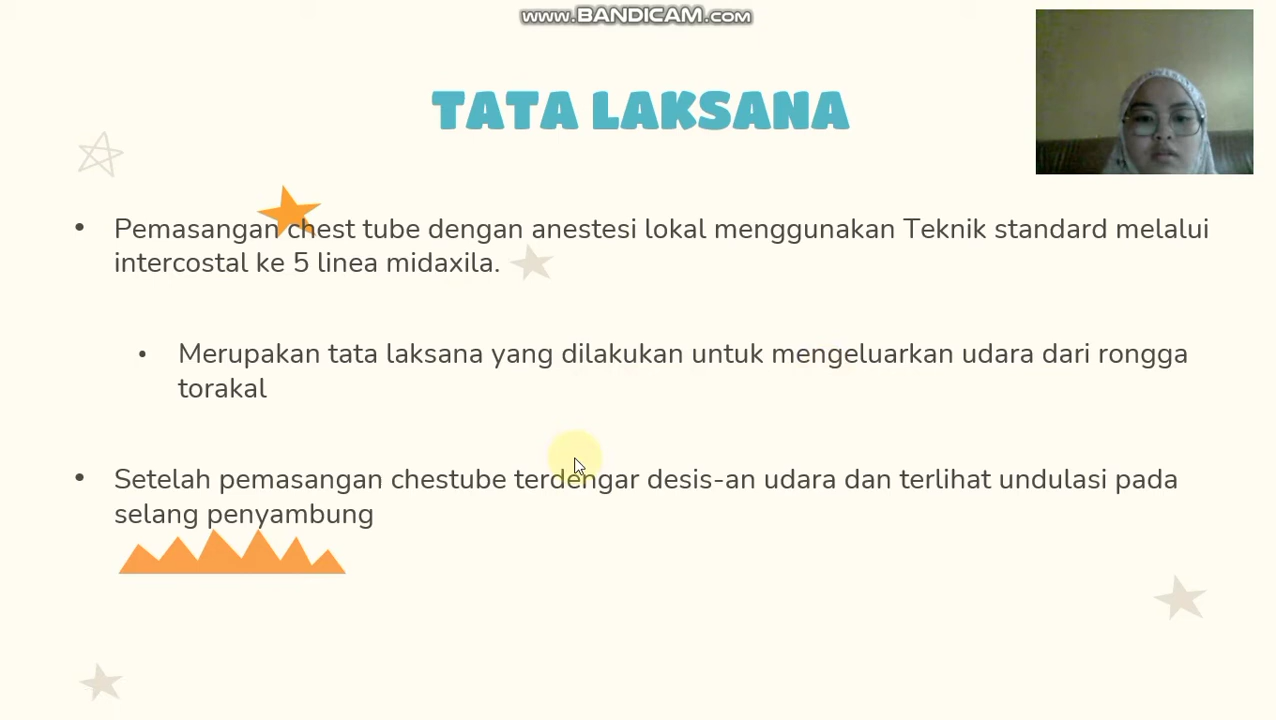 www.BANDICAM.com
TATA LAKSANA
• Pemasangan chest tube dengan anestesi lokal menggunakan Teknik standard melalui
intercostal ke 5 linea midaxila.
• Merupakan tata laksana yang dilakukan untuk mengeluarkan udara dari rongga
torakal
• Setelah pemasangan chestube terdengar desis-an udara dan terlihat undulasi pada
selang penyambung